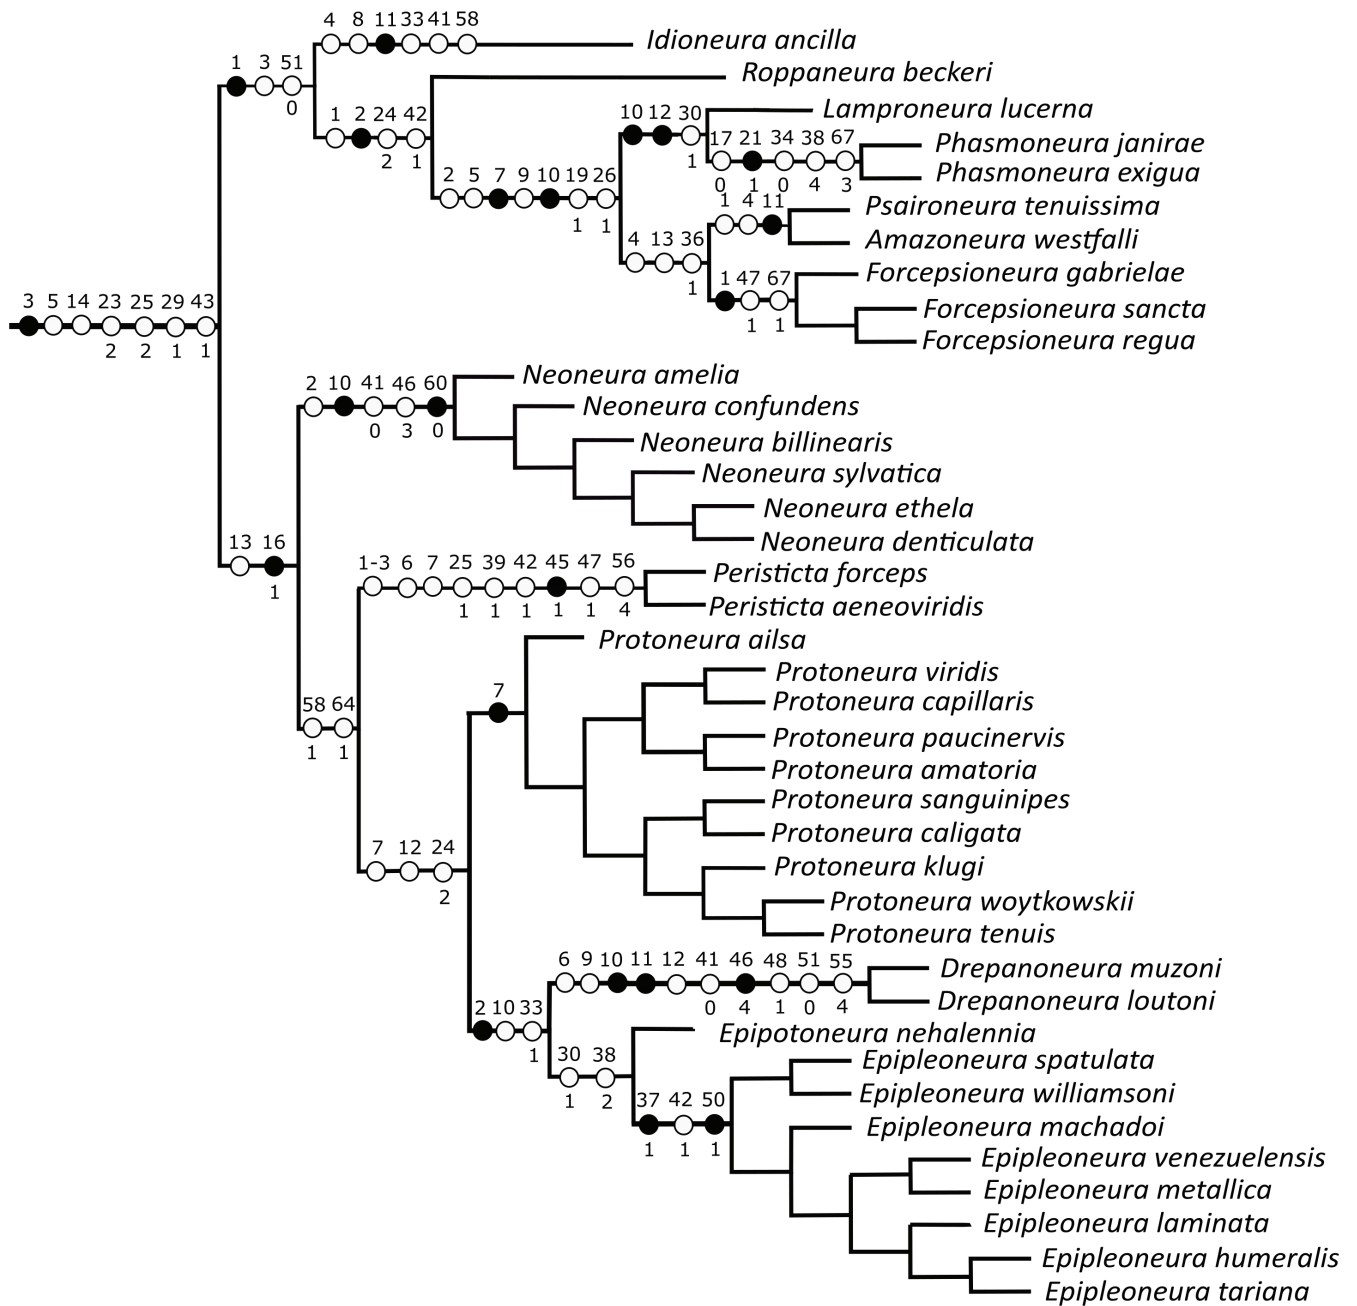 4 8 11 33 41 58
Idioneura ancilla
1 3 51
0
Roppaneura beckeri
1 2 24 42
2 1
10 12 30
1
Lamproneura lucerna
17 21 34 38 67
0 1 0 4 3
Phasmoneura janirae
Phasmoneura exigua
2 5 7 9 10 19 26
1 1
1 4 11
Psaironeura tenuissima
Amazoneura westfalli
4 13 36
1
Forcepsioneura gabrielae
1 47 67
1 1
Forcepsioneura sancta
Forcepsioneura regua
3 5 14 23 25 29 43
2 2 1 1
Neoneura amelia
2 10 41 46 60
0 3 0
Neoneura confundens
Neoneura billinearis
Neoneura sylvatica
Neoneura ethela
Neoneura denticulata
13 16
1
1-3 6 7 25 39 42 45 47 56
1 1 1 1 1 4
Peristicta forceps
Peristicta aeneoviridis
Protoneura ailsa
58 64
1 1
7
Protoneura viridis
Protoneura capillaris
Protoneura paucinervis
Protoneura amatoria
Protoneura sanguinipes
Protoneura caligata
7 12 24
2
Protoneura klugi
Protoneura woytkowskii
Protoneura tenuis
6 9 10 11 12 41 46 48 51 55
0 4 1 0 4
Drepanoneura muzoni
Drepanoneura loutoni
2 10 33
1
Epipotoneura nehalennia
30 38
1 2
Epipleoneura spatulata
Epipleoneura williamsoni
37 42 50
1 1 1
Epipleoneura machadoi
Epipleoneura venezuelensis
Epipleoneura metallica
Epipleoneura laminata
Epipleoneura humeralis
Epipleoneura tariana